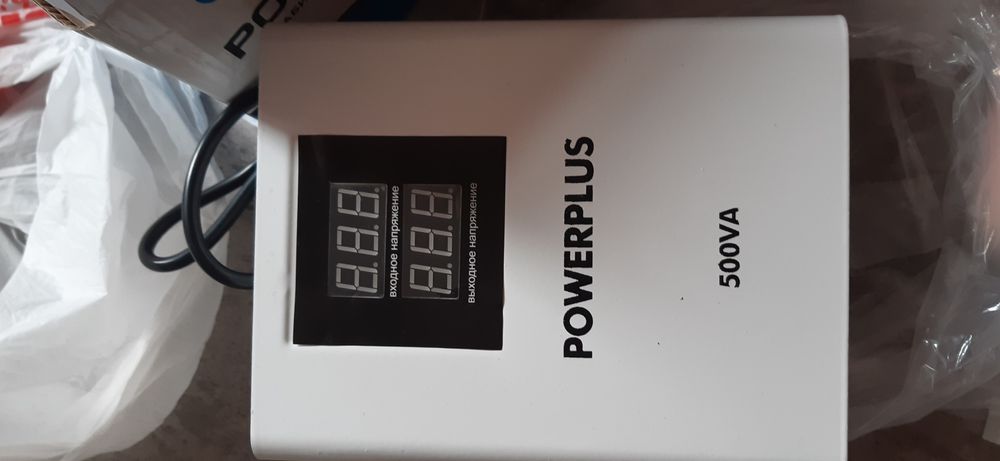 входное напряжение
выходное напряжение
POWERPLUS
500VA